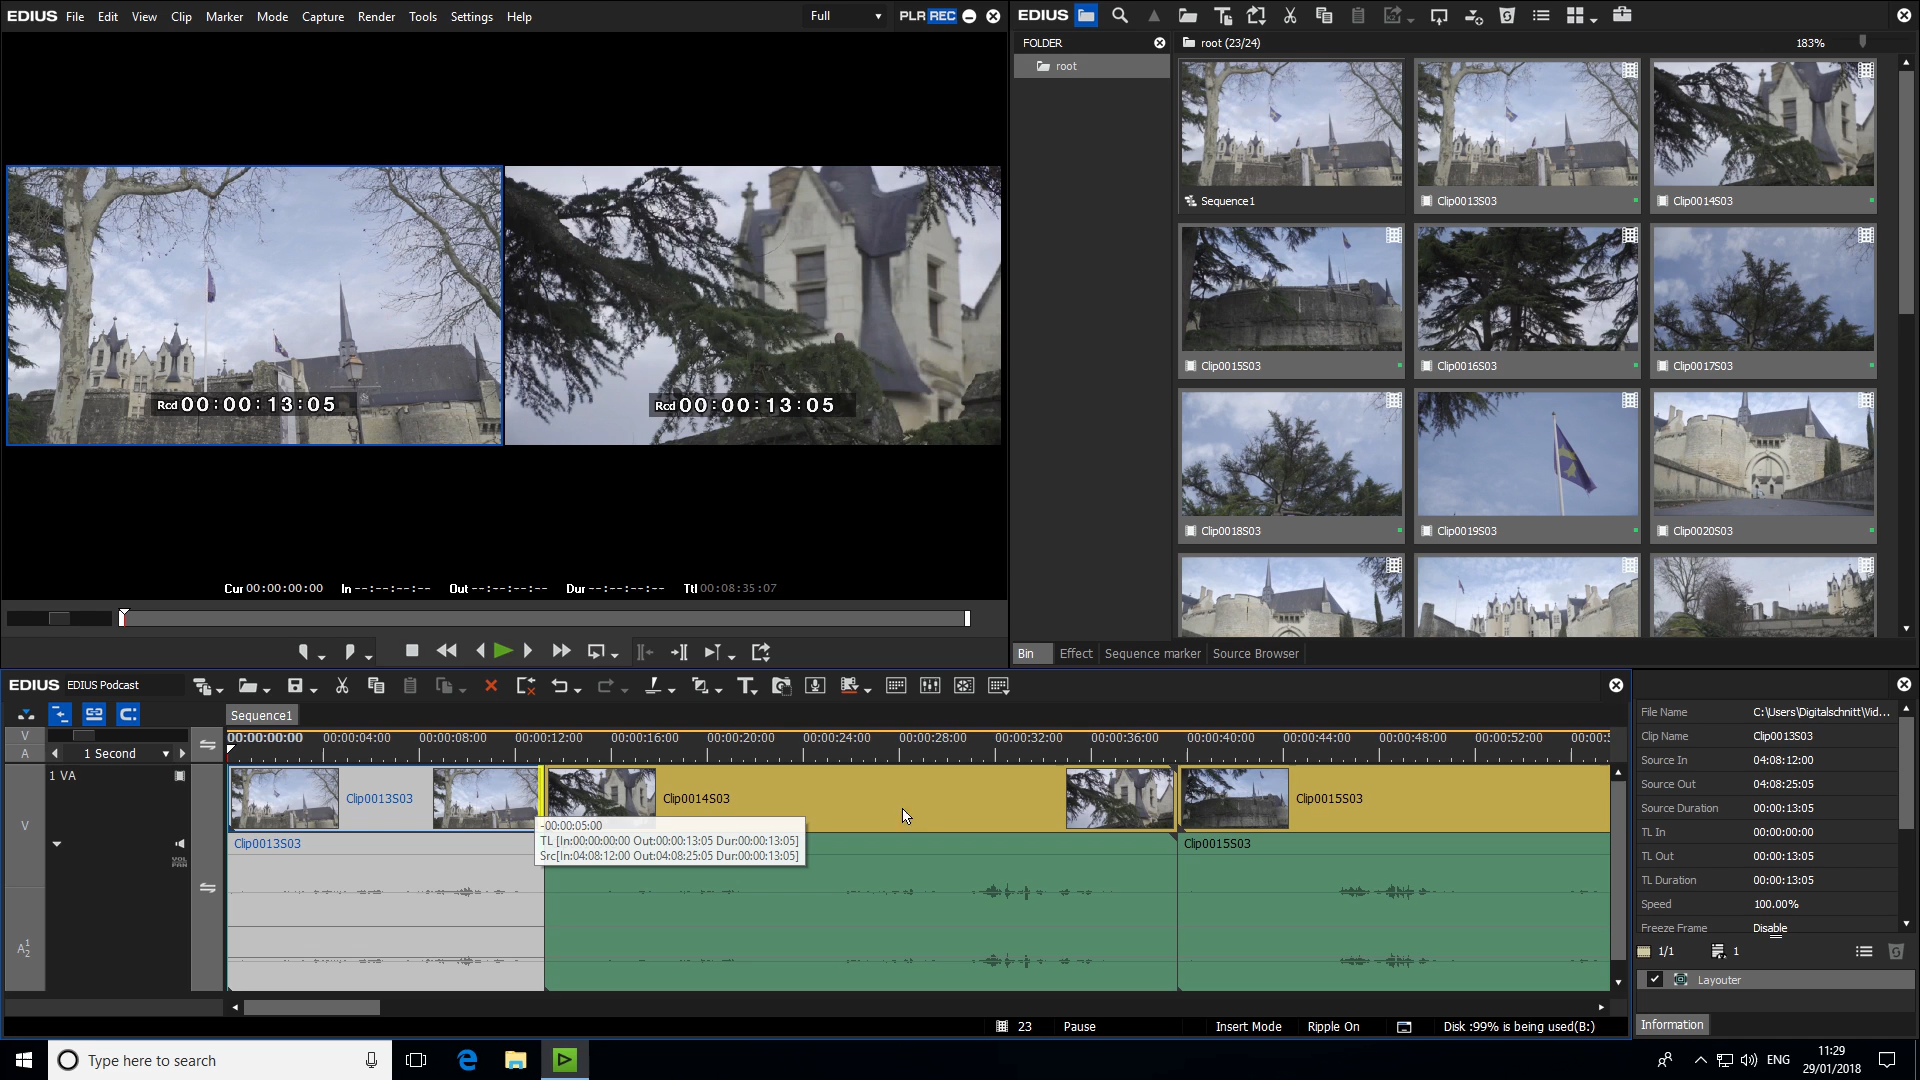 EDIUS File Edit View Clip Marker Mode Capture Render Tools Settings Help
Full
PLR REC
Rcd 00:00:13:05
Rcd 00:00:13:05
Cur 00:00:00:00 In --:--:--:-- Out --:--:--:-- Dur --:--:--:-- Ttl 00:08:35:07
EDIUS
FOLDER
root
root (23/24)
183%
Sequence1
Clip0013S03
Clip0014S03
Clip0015S03
Clip0016S03
Clip0017S03
Clip0018S03
Clip0019S03
Clip0020S03
Bin Effect Sequence marker Source Browser
EDIUS EDIUS Podcast
Sequence1
V
A
1 Second
00:00:00:00 00:00:04:00 00:00:08:00 00:00:12:00 00:00:16:00 00:00:20:00 00:00:24:00 00:00:28:00 00:00:32:00 00:00:36:00 00:00:40:00 00:00:44:00 00:00:48:00 00:00:52:00
1 VA
V
VOL
PAN
A 1 2
Clip0013S03
Clip0014S03
Clip0015S03
Clip0013S03
Clip0015S03
-00:00:05:00
TL [In:00:00:00:00 Out:00:00:13:05 Dur:00:00:13:05]
Src[In:04:08:12:00 Out:04:08:25:05 Dur:00:00:13:05]
23 Pause Insert Mode Ripple On Disk :99% is being used(B:)
File Name C:\Users\Digitalschnitt\Vid...
Clip Name Clip0013S03
Source In 04:08:12:00
Source Out 04:08:25:05
Source Duration 00:00:13:05
TL In 00:00:00:00
TL Out 00:00:13:05
TL Duration 00:00:13:05
Speed 100.00%
Freeze Frame Disable
1/1 1
Layouter
Information
Type here to search
ENG
11:29
29/01/2018